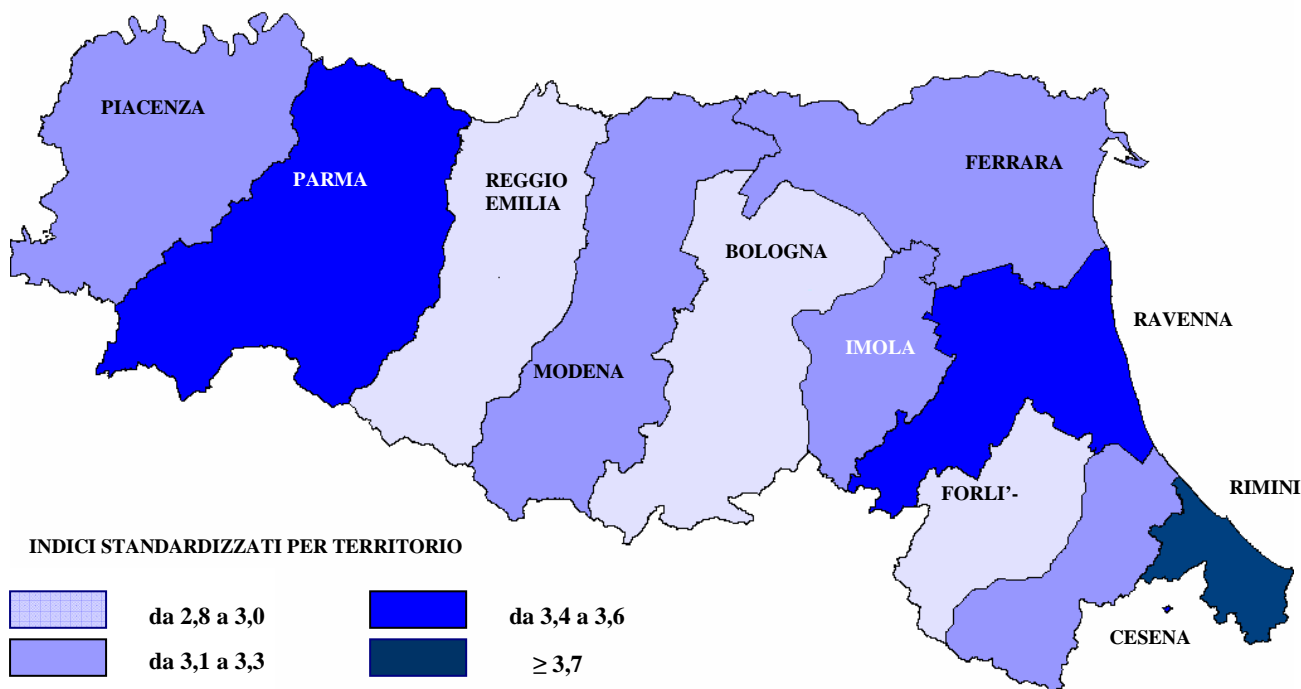 PIACENZA
PARMA
REGGIO
EMILIA
FERRARA
BOLOGNA
RAVENNA
IMOLA
MODENA
FORLI'-
RIMINI
CESENA
INDICI STANDARDIZZATI PER TERRITORIO
da 2,8 a 3,0
da 3,4 a 3,6
da 3,1 a 3,3
≥ 3,7